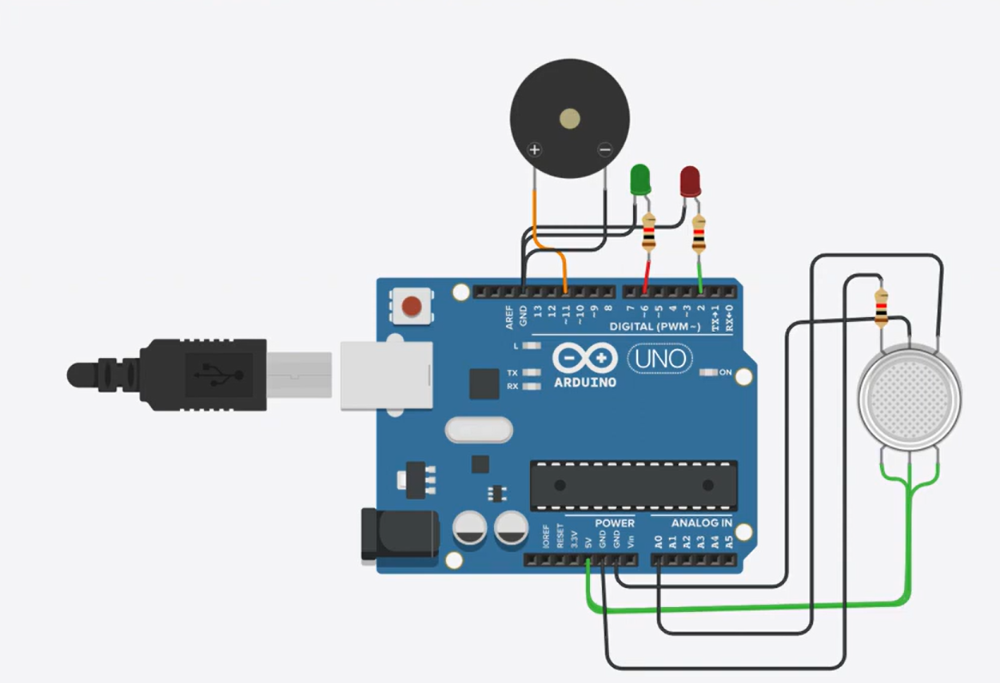 + −
AREF
GND
13
12
~11
~10
~9
8
7
~6
~5
4
~3
2
TX→1
RX←0
DIGITAL (PWM~)
L
TX
RX
ARDUINO
UNO
ON
POWER
ANALOG IN
IOREF
RESET
3.3V
5V
GND
GND
Vin
A0
A1
A2
A3
A4
A5